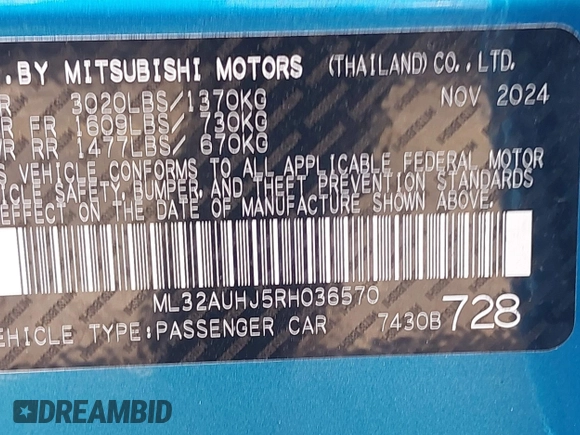 .BY MITSUBISHI MOTORS (THAILAND)CO.,LTD.
R 3020LBS/1370KG NOV 2024
R FR 1609LBS/ 730KG
R RR 1477LBS/ 670KG
S VEHICLE CONFORMS TO ALL APPLICABLE FEDERAL MOTOR
HICLE SAFETY,BUMPER,AND THEFT PREVENTION STANDARDS
EFFECT ON THE DATE OF MANUFACTURE SHOWN ABOVE.
ML32AUHJ5RH036570
EHICLE TYPE:PASSENGER CAR 7430B 728
DREAMBID